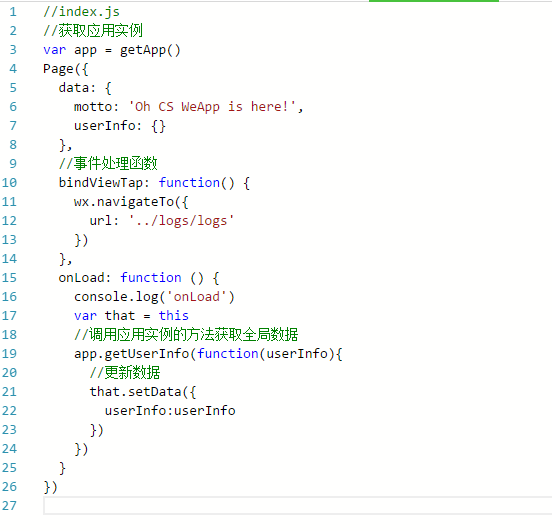 1 //index.js
2 //获取应用实例
3 var app = getApp()
4 Page({
5   data: {
6     motto: 'Oh CS WeApp is here!',
7     userInfo: {}
8   },
9   //事件处理函数
10   bindViewTap: function() {
11     wx.navigateTo({
12       url: '../logs/logs'
13     })
14   },
15   onLoad: function () {
16     console.log('onLoad')
17     var that = this
18     //调用应用实例的方法获取全局数据
19     app.getUserInfo(function(userInfo){
20       //更新数据
21       that.setData({
22         userInfo:userInfo
23       })
24     })
25   }
26 })
27